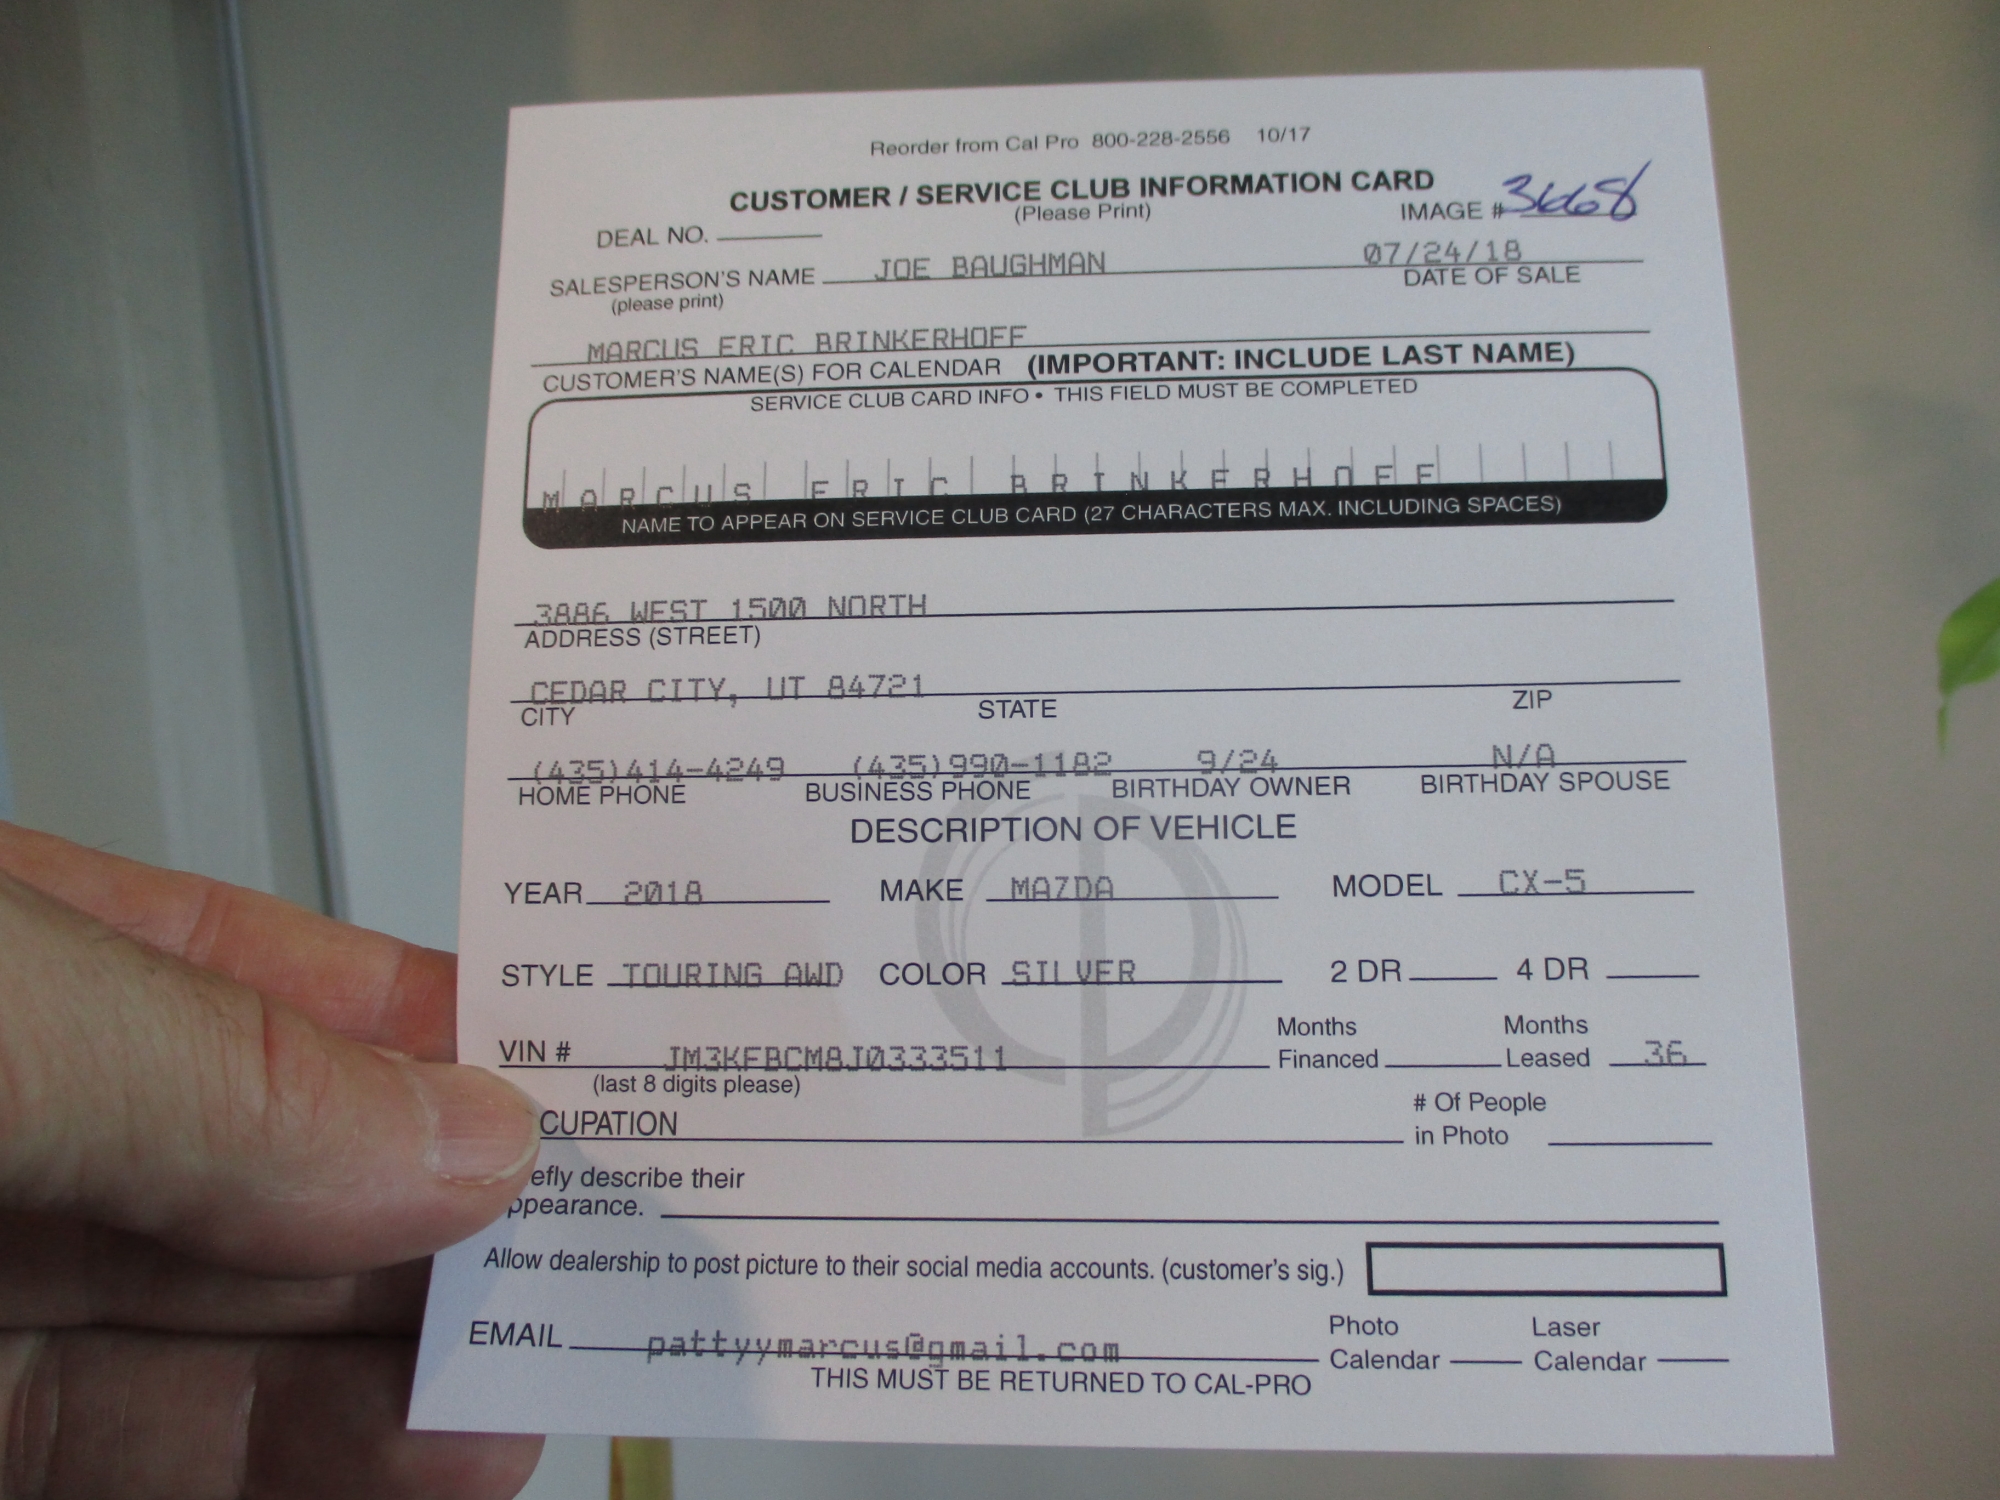 Reorder from Cal Pro 800-228-2556 10/17
CUSTOMER / SERVICE CLUB INFORMATION CARD
(Please Print)
IMAGE # 3668
DEAL NO.
SALESPERSON'S NAME JOE BAUGHMAN 07/24/18
(please print) DATE OF SALE
MARCUS ERIC BRINKERHOFF
CUSTOMER'S NAME(S) FOR CALENDAR (IMPORTANT: INCLUDE LAST NAME)
SERVICE CLUB CARD INFO • THIS FIELD MUST BE COMPLETED
MARCUS ERIC BRINKERHOFF
NAME TO APPEAR ON SERVICE CLUB CARD (27 CHARACTERS MAX. INCLUDING SPACES)
3886 WEST 1500 NORTH
ADDRESS (STREET)
CEDAR CITY, UT 84721
CITY STATE ZIP
(435)414-4249 (435)990-1182 9/24 N/A
HOME PHONE BUSINESS PHONE BIRTHDAY OWNER BIRTHDAY SPOUSE
DESCRIPTION OF VEHICLE
YEAR 2018 MAKE MAZDA MODEL CX-5
STYLE TOURING AWD COLOR SILVER 2 DR 4 DR
VIN # JM3KFBCM8J0333511 Months Financed Months Leased 36
(last 8 digits please)
CUPATION # Of People in Photo
efly describe their
ppearance.
Allow dealership to post picture to their social media accounts. (customer's sig.)
EMAIL pattyymarcus@gmail.com Photo Calendar Laser Calendar
THIS MUST BE RETURNED TO CAL-PRO